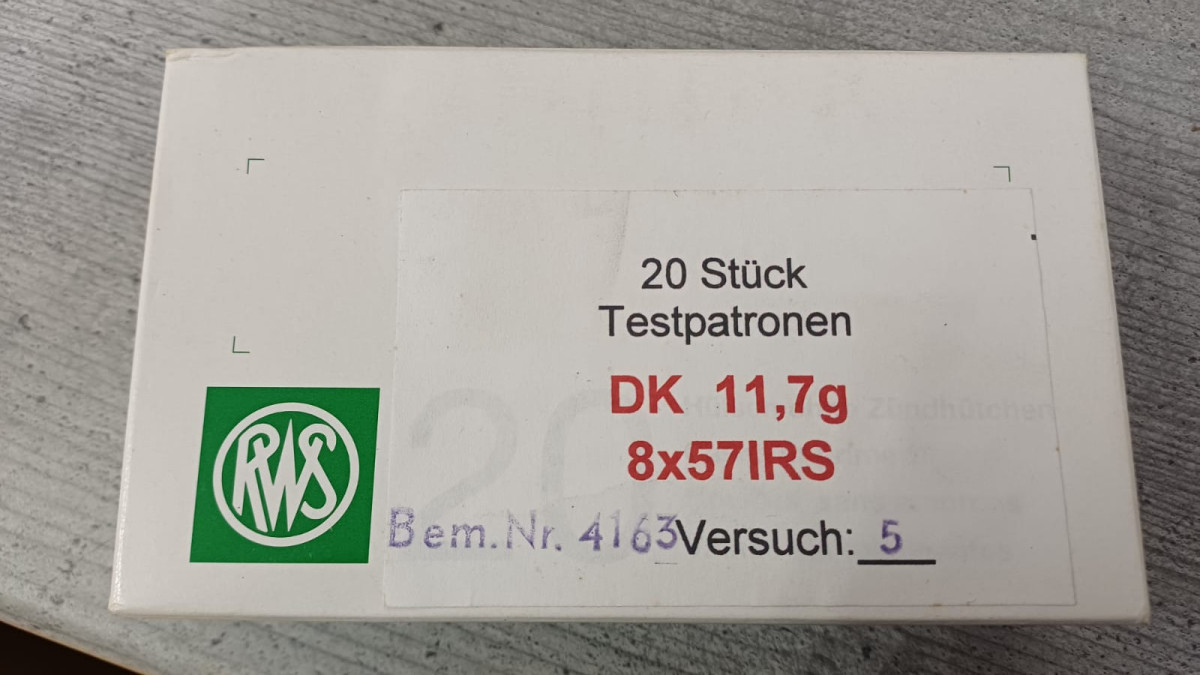 20 Stück
Testpatronen
DK 11,7g
8x57IRS
RWS
Bem.Nr. 4163 Versuch: 5